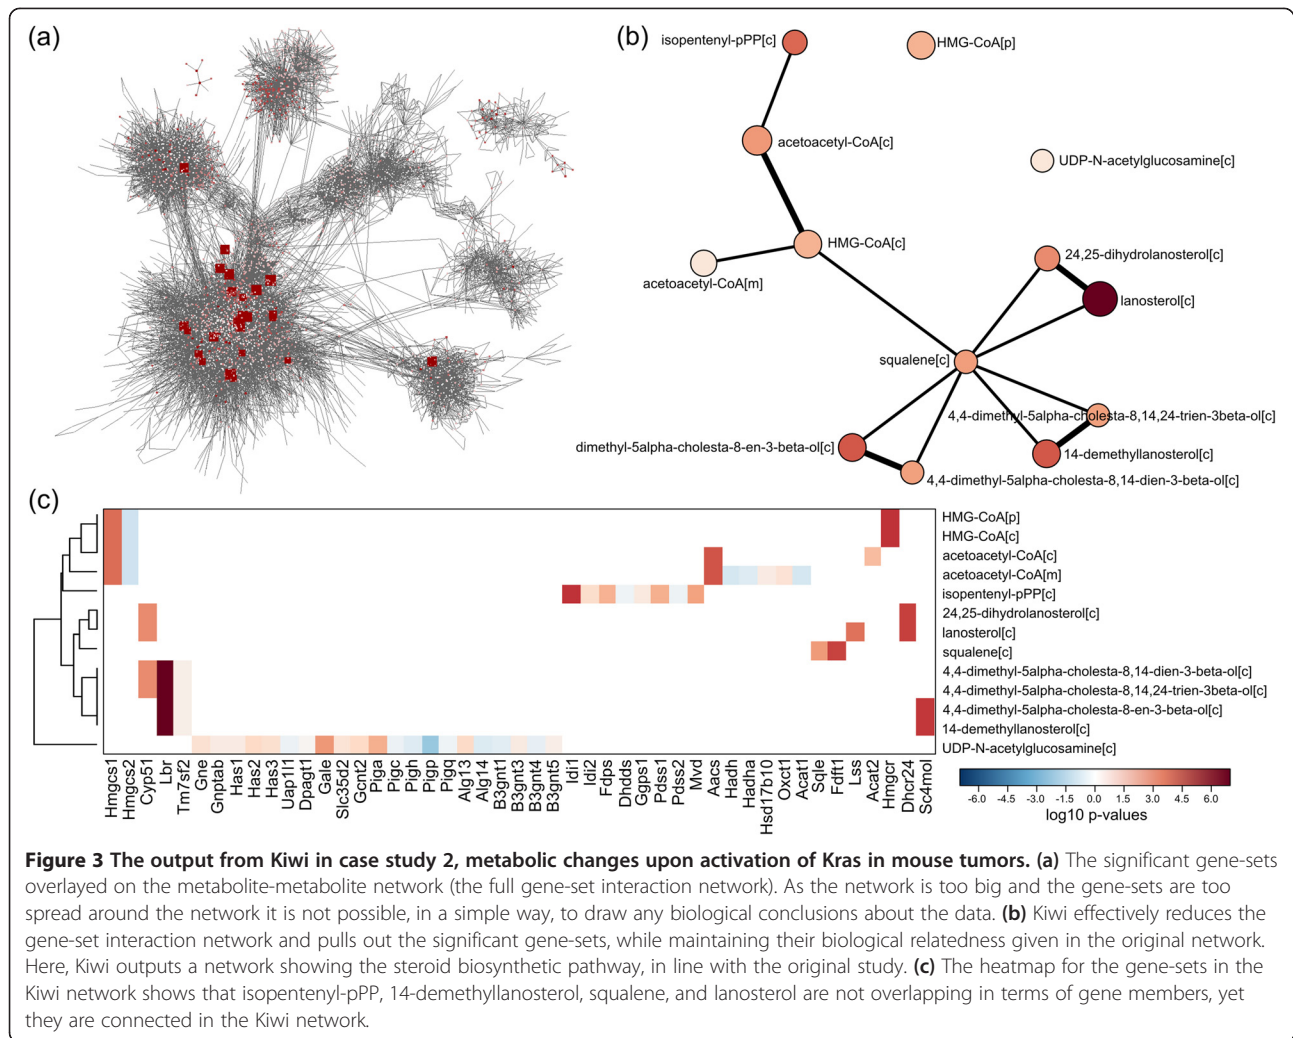 (a)
(b)
isopentenyl-pPP[c]
HMG-CoA[p]
acetoacetyl-CoA[c]
UDP-N-acetylglucosamine[c]
HMG-CoA[c]
24,25-dihydrolanosterol[c]
acetoacetyl-CoA[m]
lanosterol[c]
squalene[c]
4,4-dimethyl-5alpha-cholesta-8,14,24-trien-3beta-ol[c]
dimethyl-5alpha-cholesta-8-en-3-beta-ol[c]
14-demethyllanosterol[c]
4,4-dimethyl-5alpha-cholesta-8,14-dien-3-beta-ol[c]
(c)
HMG-CoA[p]
HMG-CoA[c]
acetoacetyl-CoA[c]
acetoacetyl-CoA[m]
isopentenyl-pPP[c]
24,25-dihydrolanosterol[c]
lanosterol[c]
squalene[c]
4,4-dimethyl-5alpha-cholesta-8,14-dien-3-beta-ol[c]
4,4-dimethyl-5alpha-cholesta-8,14,24-trien-3beta-ol[c]
4,4-dimethyl-5alpha-cholesta-8-en-3-beta-ol[c]
14-demethyllanosterol[c]
UDP-N-acetylglucosamine[c]
Hmgcs1
Hmgcs2
Cyp51
Lbr
Tm7sf2
Gne
Gnptab
Has1
Has2
Has3
Uap1l1
Dpagt1
Gale
Slc35d2
Gcnt2
Piga
Pigc
Pigh
Pigp
Pigq
Alg13
Alg14
B3gnt1
B3gnt3
B3gnt4
B3gnt5
Idi1
Idi2
Fdps
Dhdds
Ggps1
Pdss1
Pdss2
Mvd
Aacs
Hadh
Hadha
Hsd17b10
Oxct1
Acat1
Sqle
Fdft1
Lss
Acat2
Hmgcr
Dhcr24
Sc4mol
-6.0 -4.5 -3.0 -1.5 0.0 1.5 3.0 4.5 6.0
log10 p-values
Figure 3 The output from Kiwi in case study 2, metabolic changes upon activation of Kras in mouse tumors. (a) The significant gene-sets
overlayed on the metabolite-metabolite network (the full gene-set interaction network). As the network is too big and the gene-sets are too
spread around the network it is not possible, in a simple way, to draw any biological conclusions about the data. (b) Kiwi effectively reduces the
gene-set interaction network and pulls out the significant gene-sets, while maintaining their biological relatedness given in the original network.
Here, Kiwi outputs a network showing the steroid biosynthetic pathway, in line with the original study. (c) The heatmap for the gene-sets in the
Kiwi network shows that isopentenyl-pPP, 14-demethyllanosterol, squalene, and lanosterol are not overlapping in terms of gene members, yet
they are connected in the Kiwi network.